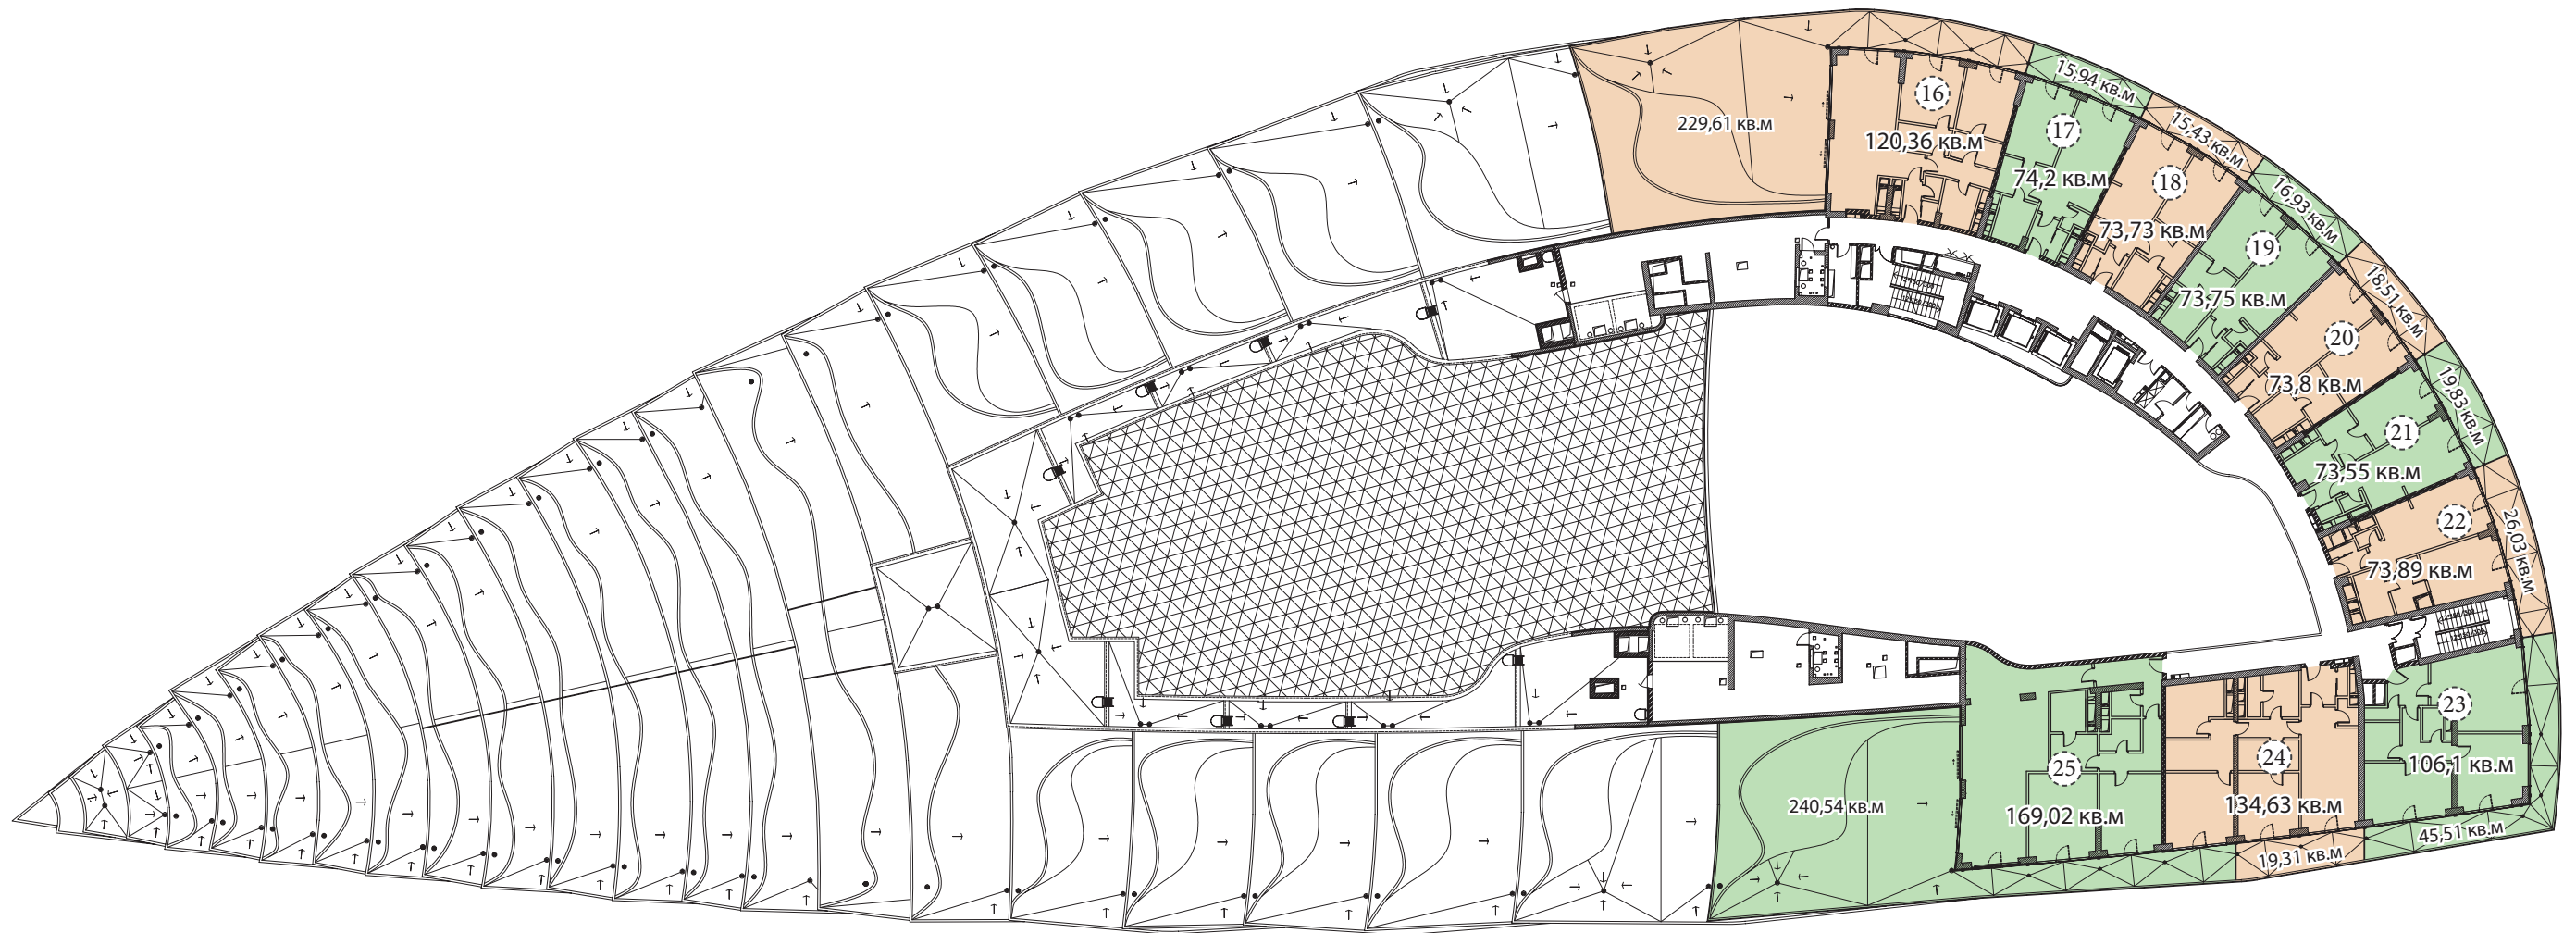 229,61 кв.м
16
120,36 кв.м
15,94 кв.м
17
74,2 кв.м
15,43 кв.м
18
73,73 кв.м
16,93 кв.м
19
73,75 кв.м
18,51 кв.м
20
73,8 кв.м
19,83 кв.м
21
73,55 кв.м
22
26,03 кв.м
73,89 кв.м
23
106,1 кв.м
45,51 кв.м
24
134,63 кв.м
19,31 кв.м
25
169,02 кв.м
240,54 кв.м